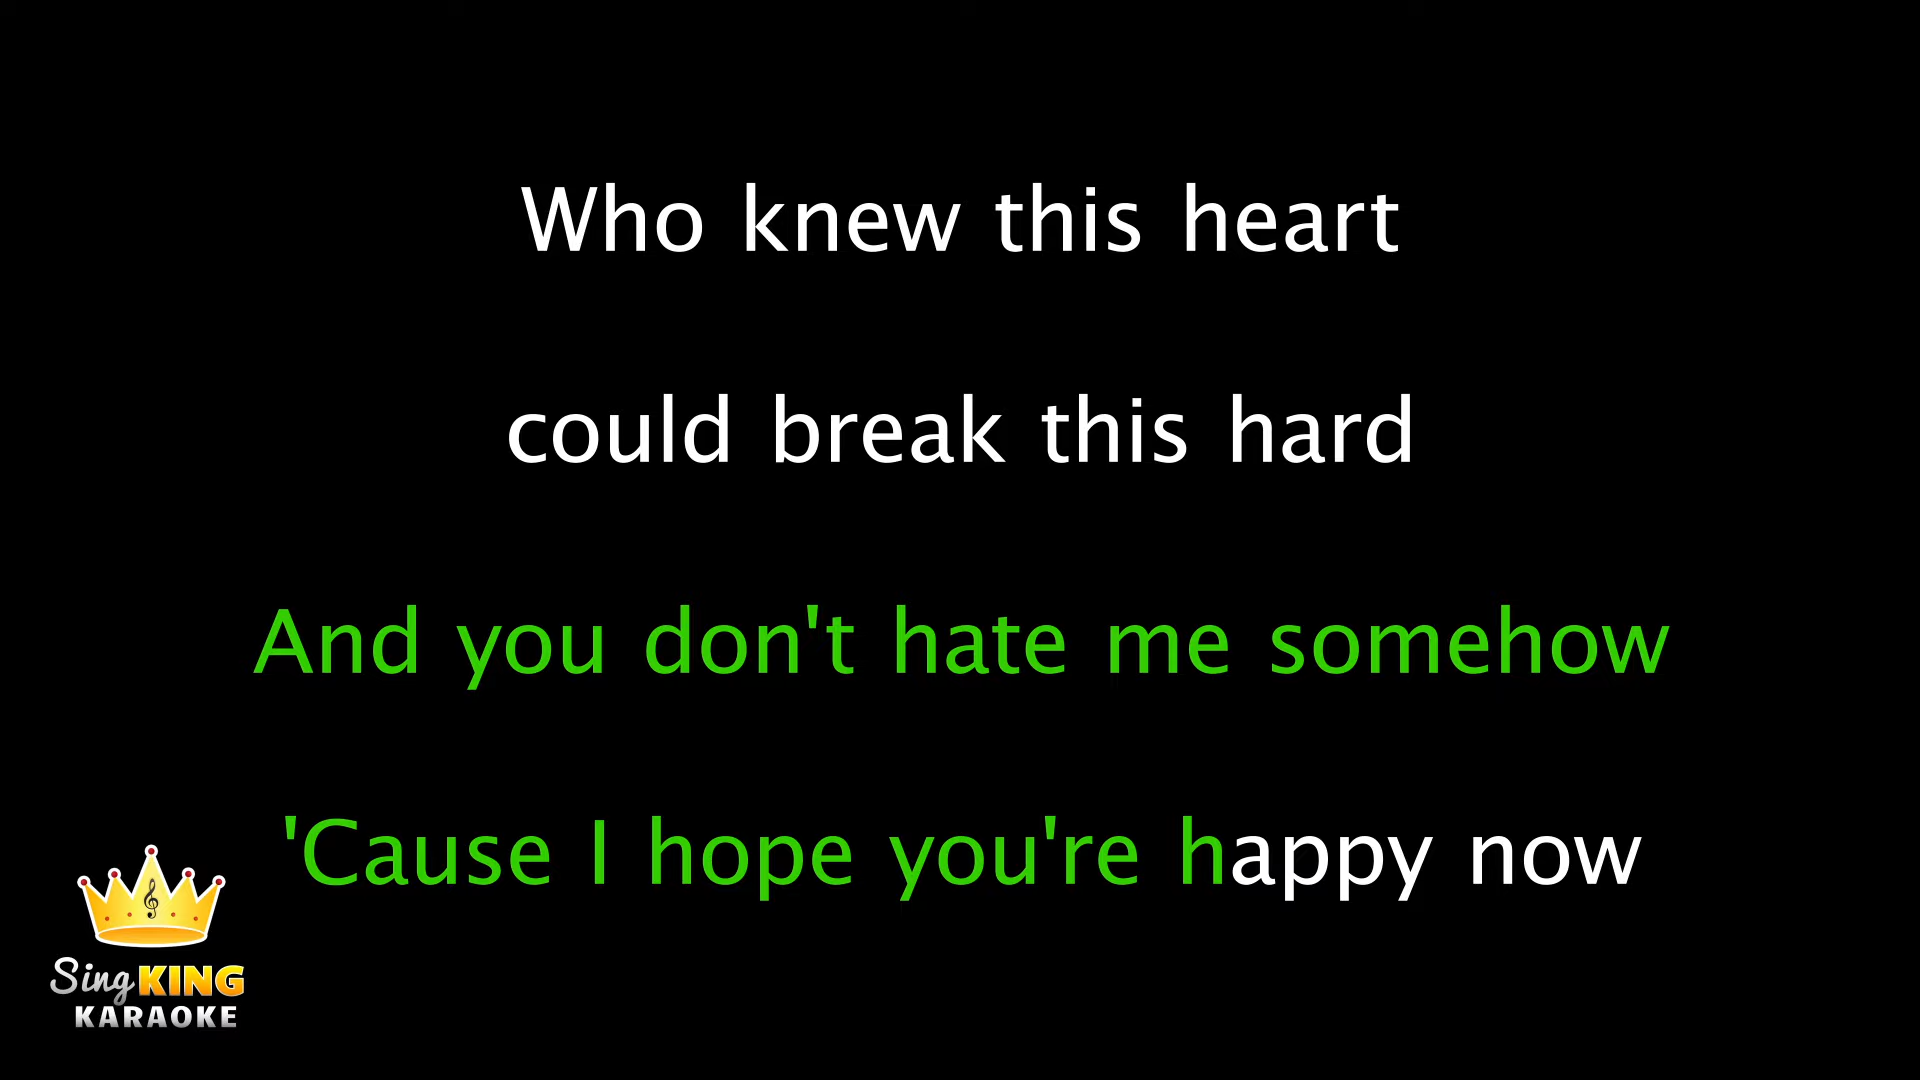 Who knew this heart
could break this hard
And you don't hate me somehow
'Cause I hope you're happy now
Sing KING
KARAOKE